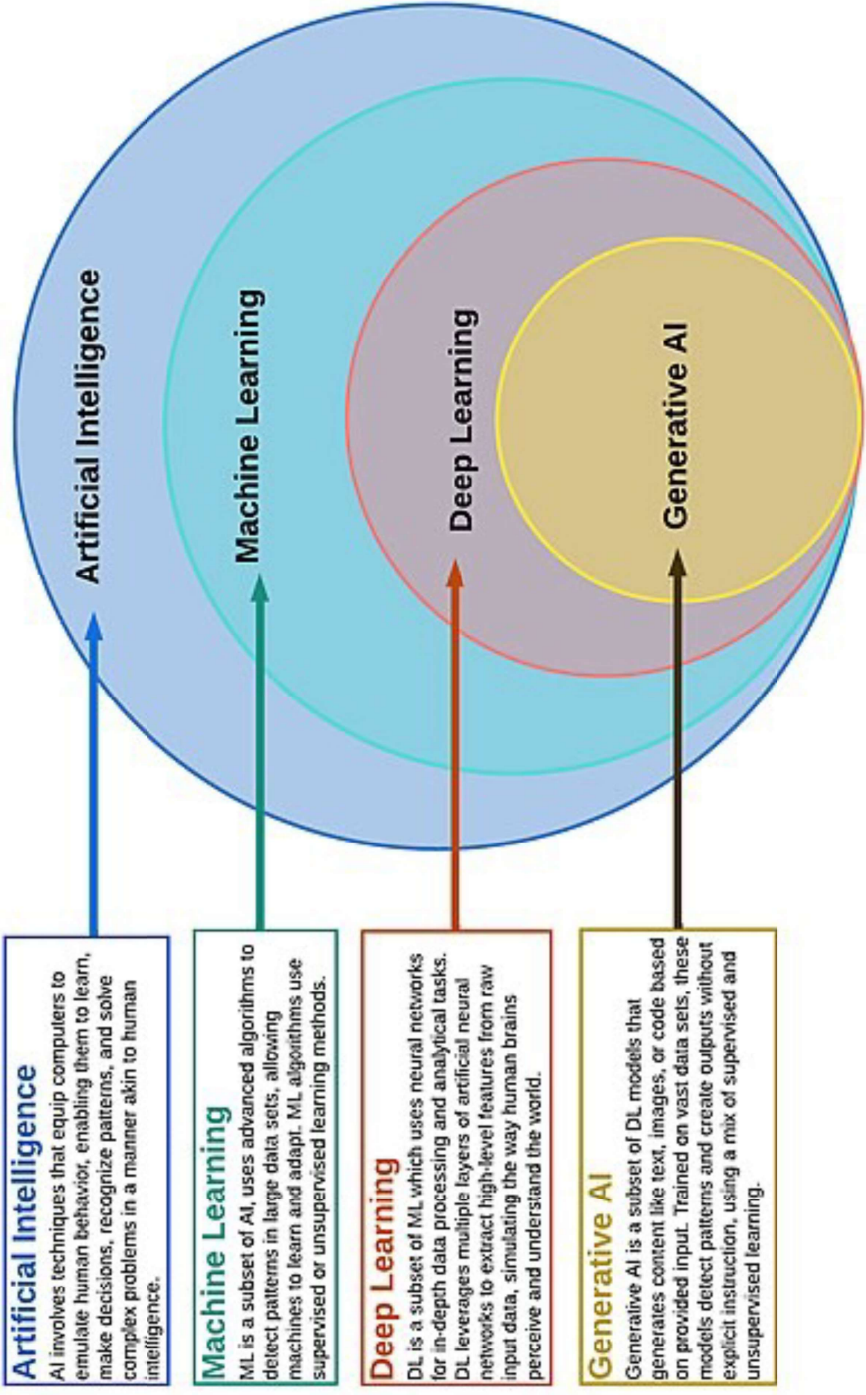 Artificial Intelligence
AI involves techniques that equip computers to
emulate human behavior, enabling them to learn,
make decisions, recognize patterns, and solve
complex problems in a manner akin to human
intelligence.
Machine Learning
ML is a subset of AI, uses advanced algorithms to
detect patterns in large data sets, allowing
machines to learn and adapt. ML algorithms use
supervised or unsupervised learning methods.
Deep Learning
DL is a subset of ML which uses neural networks
for in-depth data processing and analytical tasks.
DL leverages multiple layers of artificial neural
networks to extract high-level features from raw
input data, simulating the way human brains
perceive and understand the world.
Generative AI
Generative AI is a subset of DL models that
generates content like text, images, or code based
on provided input. Trained on vast data sets, these
models detect patterns and create outputs without
explicit instruction, using a mix of supervised and
unsupervised learning.
Artificial Intelligence
Machine Learning
Deep Learning
Generative AI